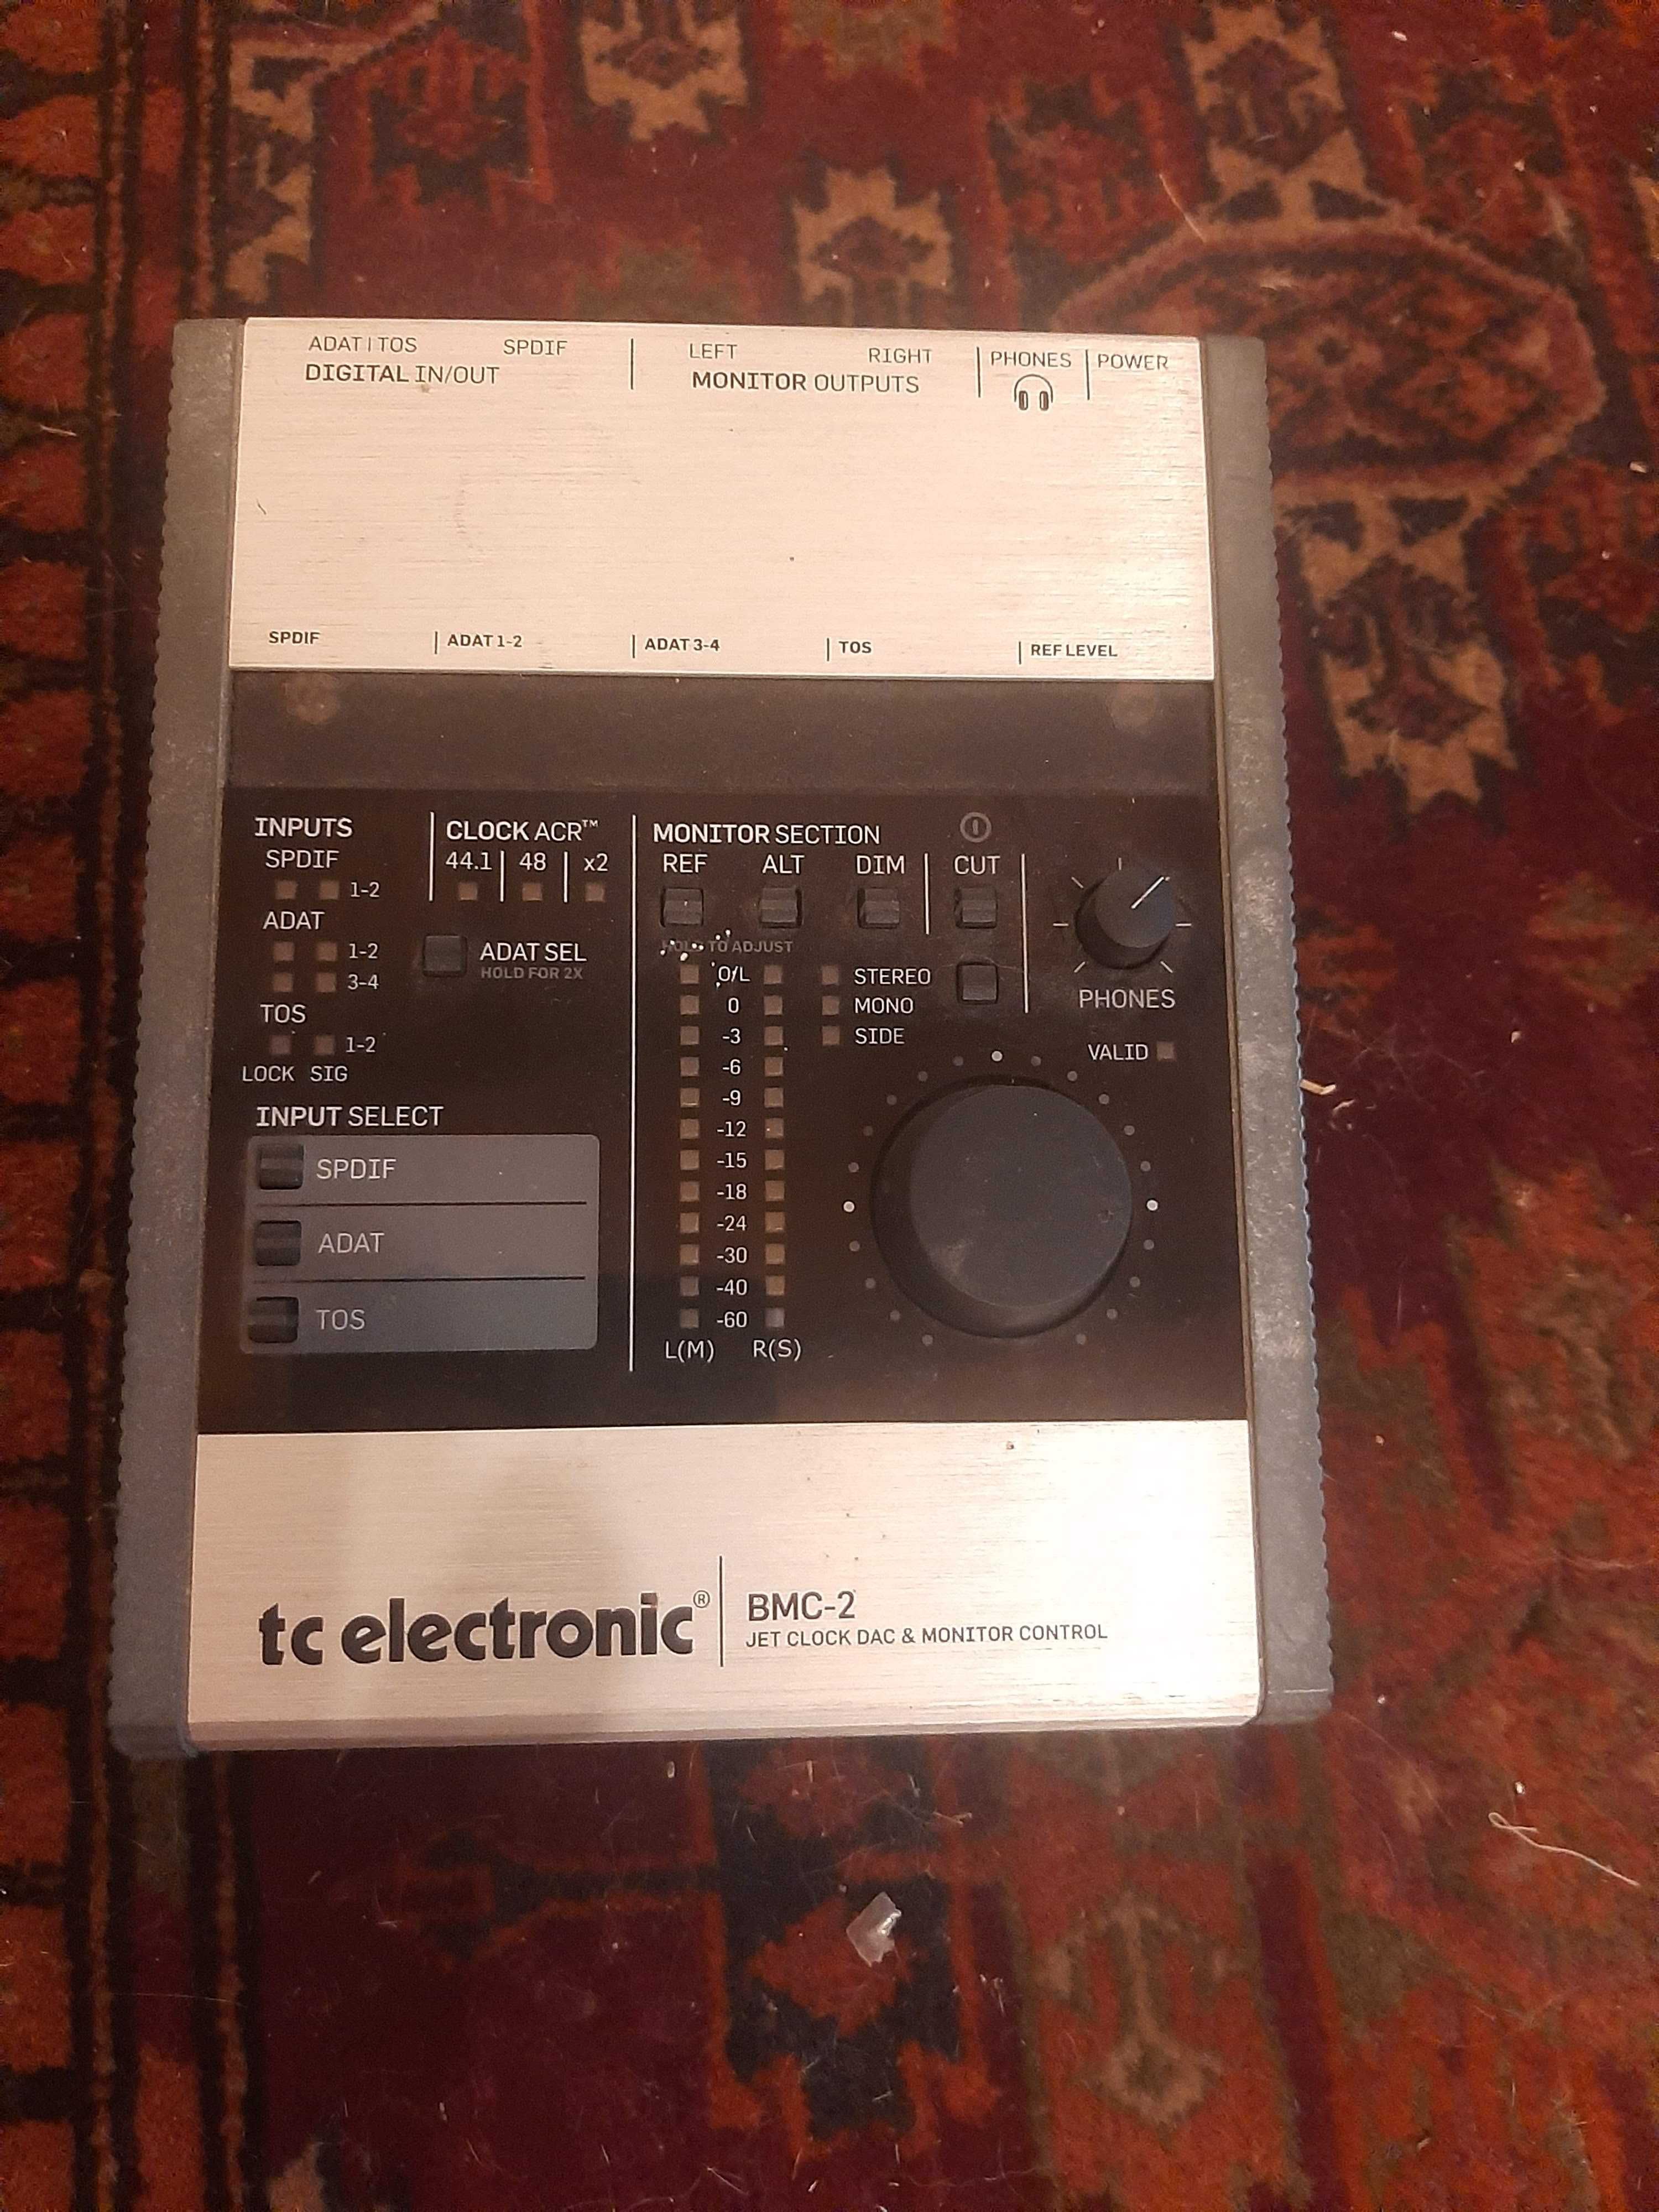 ADAT | TOS SPDIF LEFT RIGHT PHONES POWER
DIGITAL IN/OUT MONITOR OUTPUTS
SPDIF ADAT 1-2 ADAT 3-4 TOS REF LEVEL
INPUTS
SPDIF
1-2
ADAT
1-2
3-4
TOS
1-2
LOCK SIG
CLOCK ACR™
44.1 48 x2
ADAT SEL
HOLD FOR 2X
INPUT SELECT
SPDIF
ADAT
TOS
MONITOR SECTION
REF ALT DIM CUT
HOLD TO ADJUST
O/L
0
-3
-6
-9
-12
-15
-18
-24
-30
-40
-60
L(M) R(S)
STEREO
MONO
SIDE
PHONES
VALID
tc electronic®
BMC-2
JET CLOCK DAC & MONITOR CONTROL